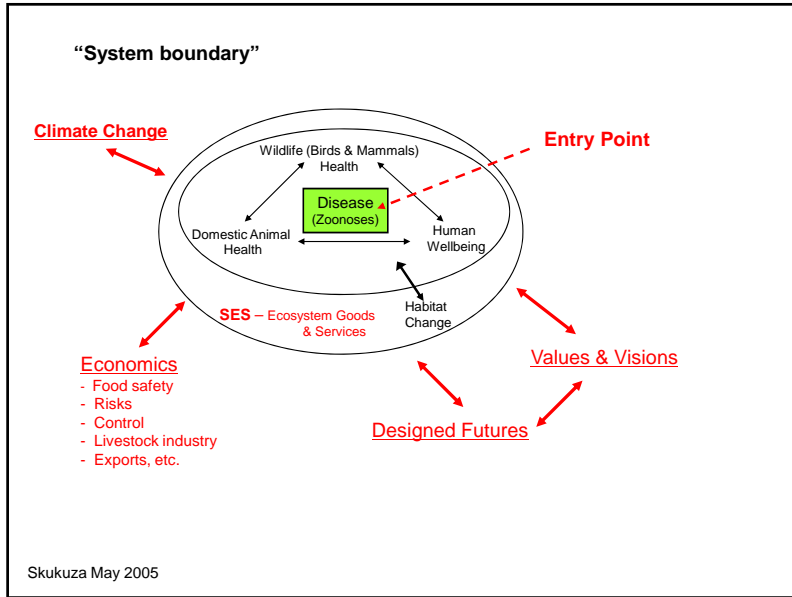 “System boundary”
Climate Change
Entry Point
Wildlife (Birds & Mammals)
Health
Disease
(Zoonoses)
Domestic Animal
Health
Human
Wellbeing
SES – Ecosystem Goods
& Services
Habitat
Change
Economics
- Food safety
- Risks
- Control
- Livestock industry
- Exports, etc.
Values & Visions
Designed Futures
Skukuza May 2005